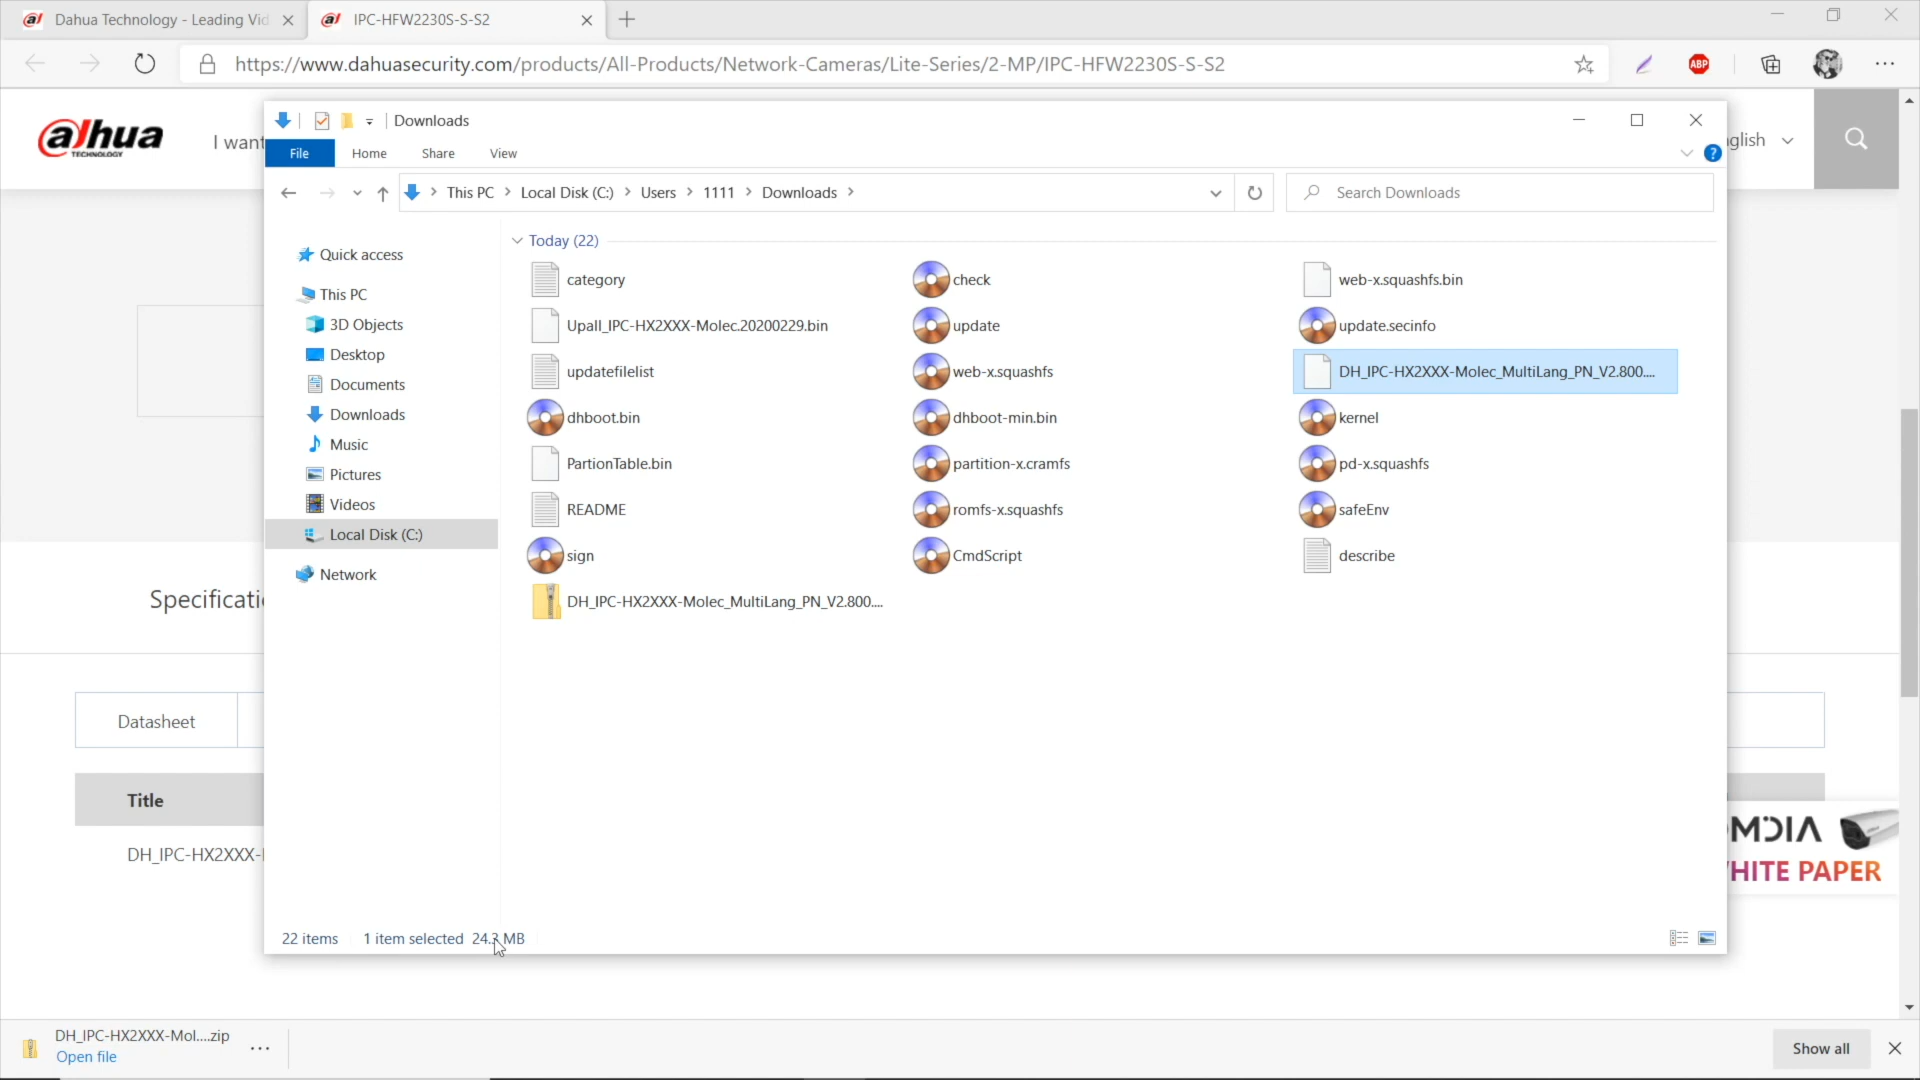 Dahua Technology - Leading Vid
IPC-HFW2230S-S-S2
https://www.dahuasecurity.com/products/All-Products/Network-Cameras/Lite-Series/2-MP/IPC-HFW2230S-S-S2
ABP
alhua
TECHNOLOGY
I want
nglish
Downloads
File
Home
Share
View
?
This PC
Local Disk (C:)
Users
1111
Downloads
Search Downloads
Quick access
This PC
3D Objects
Desktop
Documents
Downloads
Music
Pictures
Videos
Local Disk (C:)
Network
Today (22)
category
check
web-x.squashfs.bin
Upall_IPC-HX2XXX-Molec.20200229.bin
update
update.secinfo
updatefilelist
web-x.squashfs
DH_IPC-HX2XXX-Molec_MultiLang_PN_V2.800....
dhboot.bin
dhboot-min.bin
kernel
PartionTable.bin
partition-x.cramfs
pd-x.squashfs
README
romfs-x.squashfs
safeEnv
sign
CmdScript
describe
DH_IPC-HX2XXX-Molec_MultiLang_PN_V2.800....
Specificati
Datasheet
Title
DH_IPC-HX2XXX-
MDIA
HITE PAPER
22 items
1 item selected 24.3 MB
DH_IPC-HX2XXX-Mol....zip
Open file
Show all